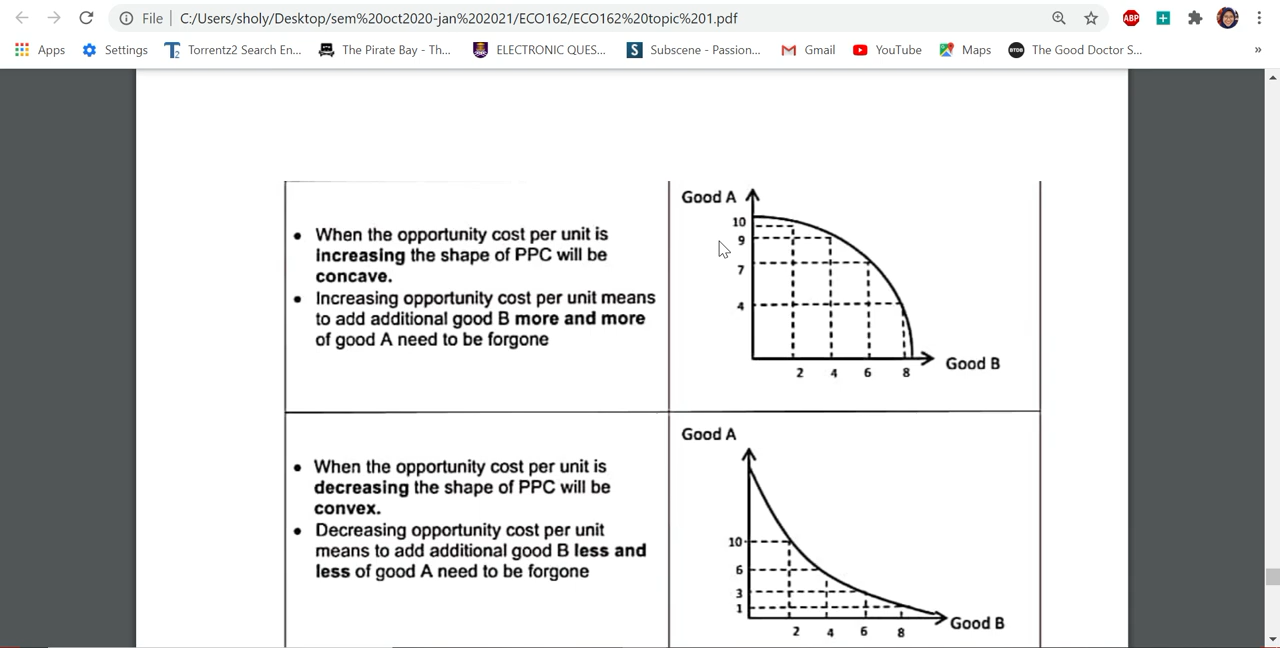 File
C:/Users/sholy/Desktop/sem%20oct2020-jan%202021/ECO162/ECO162%20topic%201.pdf
ABP
Apps
Settings
Torrentz2 Search En...
The Pirate Bay - Th...
ELECTRONIC QUES...
S
Subscene - Passion...
Gmail
YouTube
Maps
The Good Doctor S...
»
• When the opportunity cost per unit is
increasing the shape of PPC will be
concave.
• Increasing opportunity cost per unit means
to add additional good B more and more
of good A need to be forgone
Good A
10
9
7
4
2 4 6 8
Good B
• When the opportunity cost per unit is
decreasing the shape of PPC will be
convex.
• Decreasing opportunity cost per unit
means to add additional good B less and
less of good A need to be forgone
Good A
10
6
3
1
2 4 6 8
Good B